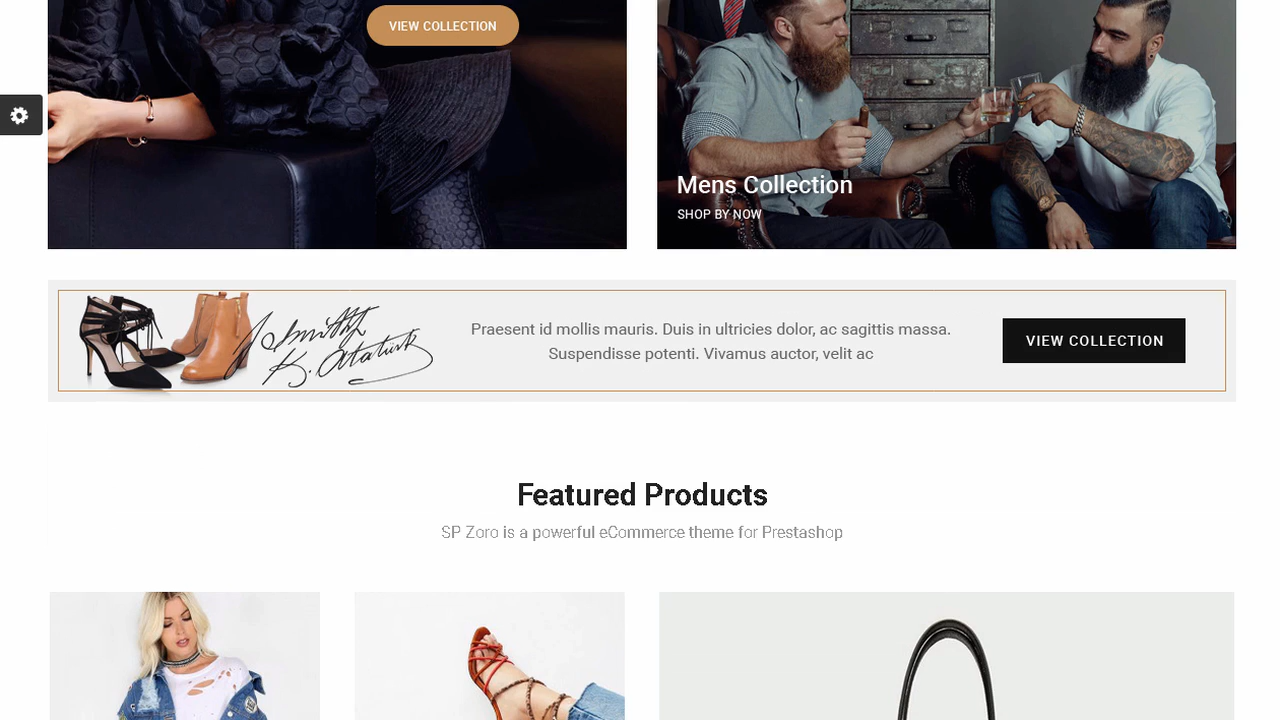 VIEW COLLECTION
Mens Collection
SHOP BY NOW
Praesent id mollis mauris. Duis in ultricies dolor, ac sagittis massa.
Suspendisse potenti. Vivamus auctor, velit ac
VIEW COLLECTION
Featured Products
SP Zoro is a powerful eCommerce theme for Prestashop